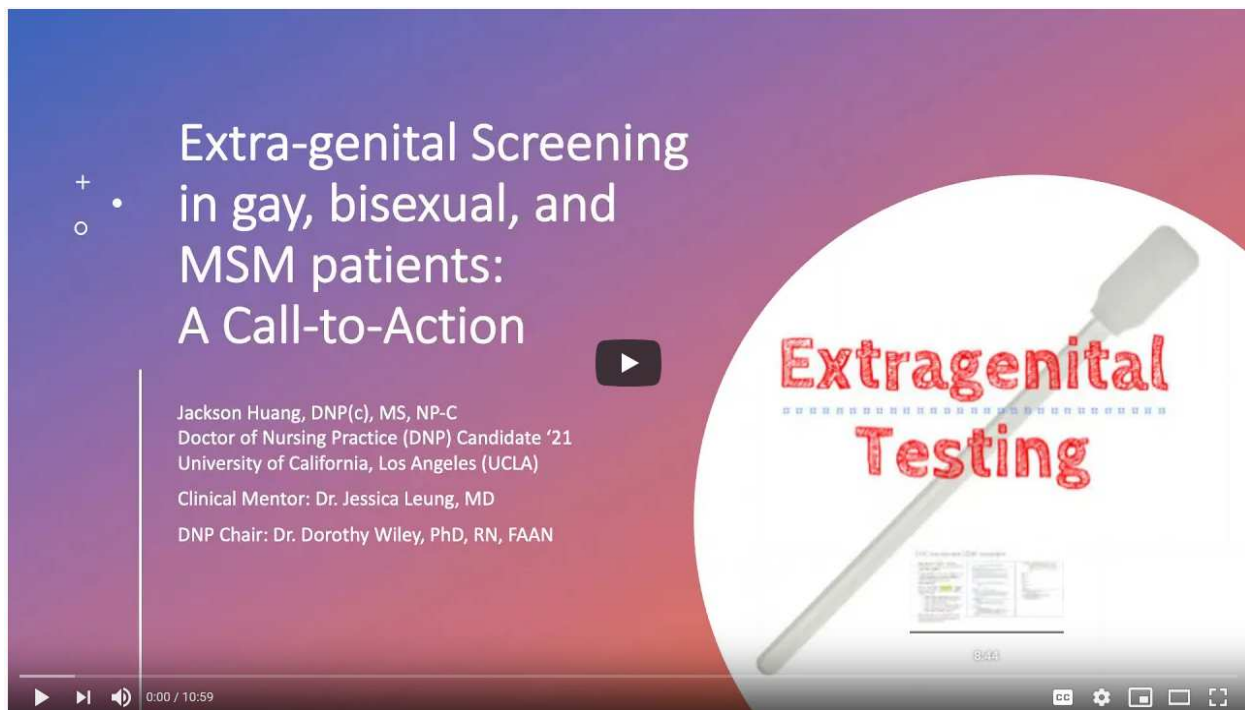 Extra-genital Screening
in gay, bisexual, and
MSM patients:
A Call-to-Action
Jackson Huang, DNP(c), MS, NP-C
Doctor of Nursing Practice (DNP) Candidate ‘21
University of California, Los Angeles (UCLA)
Clinical Mentor: Dr. Jessica Leung, MD
DNP Chair: Dr. Dorothy Wiley, PhD, RN, FAAN
Extragenital
Testing
8:44
0:00 / 10:59
CC